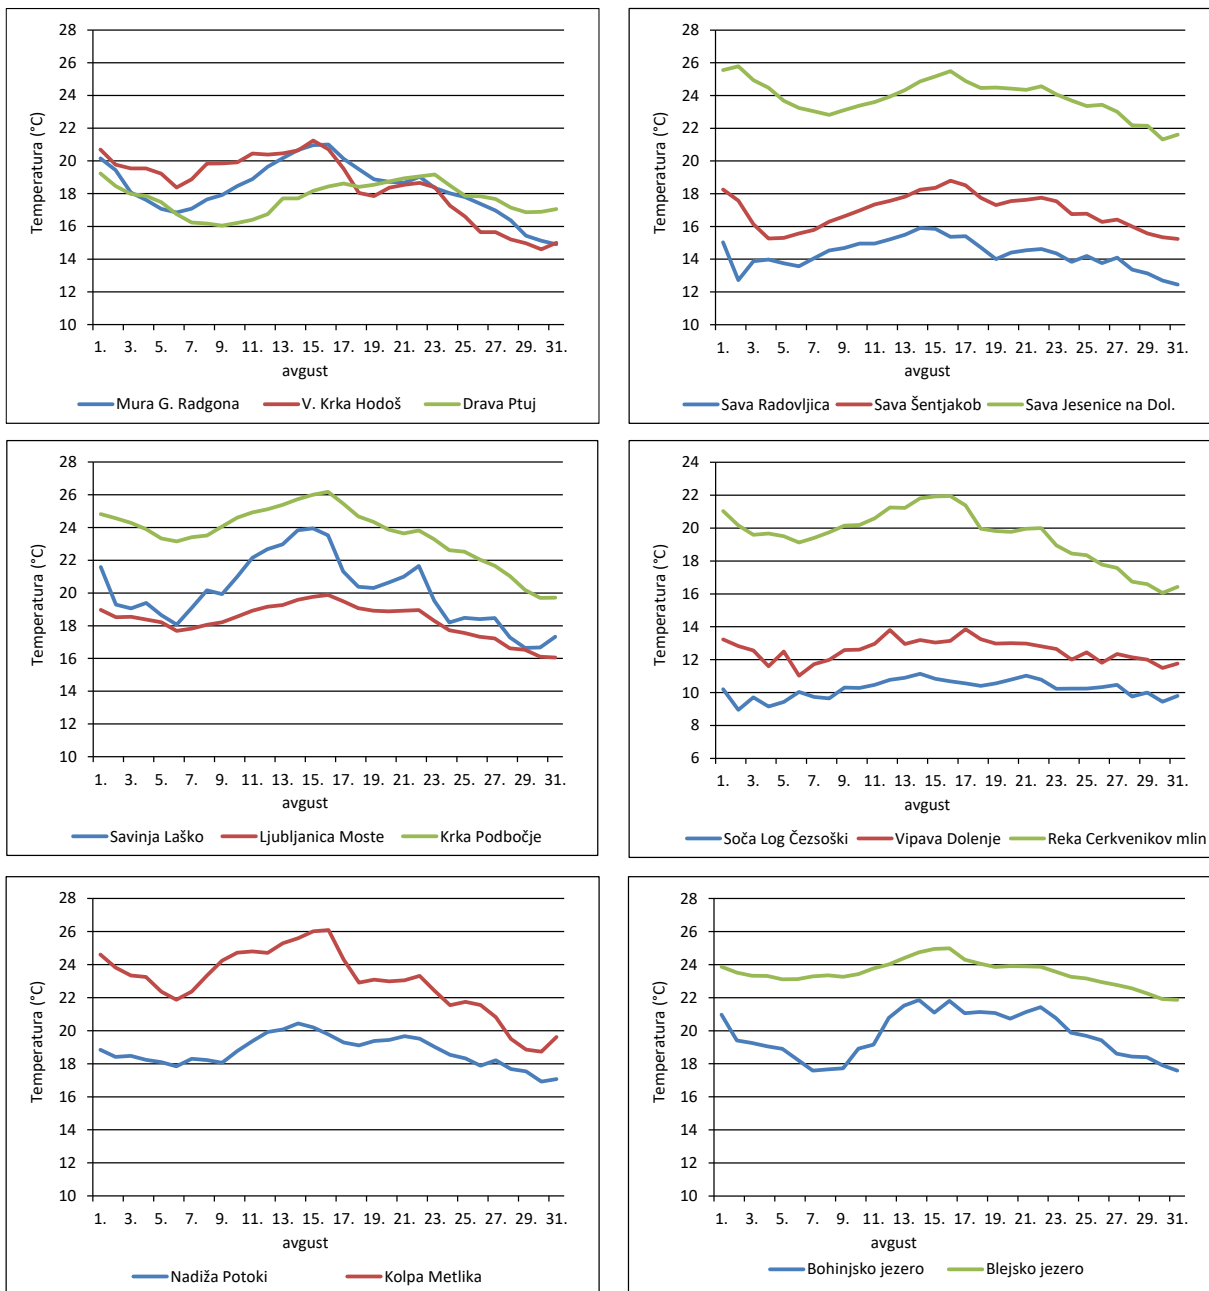 28
26
24
22
20
18
16
14
12
10
Temperatura (°C)
1. 3. 5. 7. 9. 11. 13. 15. 17. 19. 21. 23. 25. 27. 29. 31.
avgust
Mura G. Radgona V. Krka Hodoš Drava Ptuj
28
26
24
22
20
18
16
14
12
10
Temperatura (°C)
1. 3. 5. 7. 9. 11. 13. 15. 17. 19. 21. 23. 25. 27. 29. 31.
avgust
Sava Radovljica Sava Šentjakob Sava Jesenice na Dol.
28
26
24
22
20
18
16
14
12
10
Temperatura (°C)
1. 3. 5. 7. 9. 11. 13. 15. 17. 19. 21. 23. 25. 27. 29. 31.
avgust
Savinja Laško Ljubljanica Moste Krka Podbočje
24
22
20
18
16
14
12
10
8
6
Temperatura (°C)
1. 3. 5. 7. 9. 11. 13. 15. 17. 19. 21. 23. 25. 27. 29. 31.
avgust
Soča Log Čezsoški Vipava Dolenje Reka Cerkvenikov mlin
28
26
24
22
20
18
16
14
12
10
Temperatura (°C)
1. 3. 5. 7. 9. 11. 13. 15. 17. 19. 21. 23. 25. 27. 29. 31.
avgust
Nadiža Potoki Kolpa Metlika
28
26
24
22
20
18
16
14
12
10
Temperatura (°C)
1. 3. 5. 7. 9. 11. 13. 15. 17. 19. 21. 23. 25. 27. 29. 31.
avgust
Bohinjsko jezero Blejsko jezero